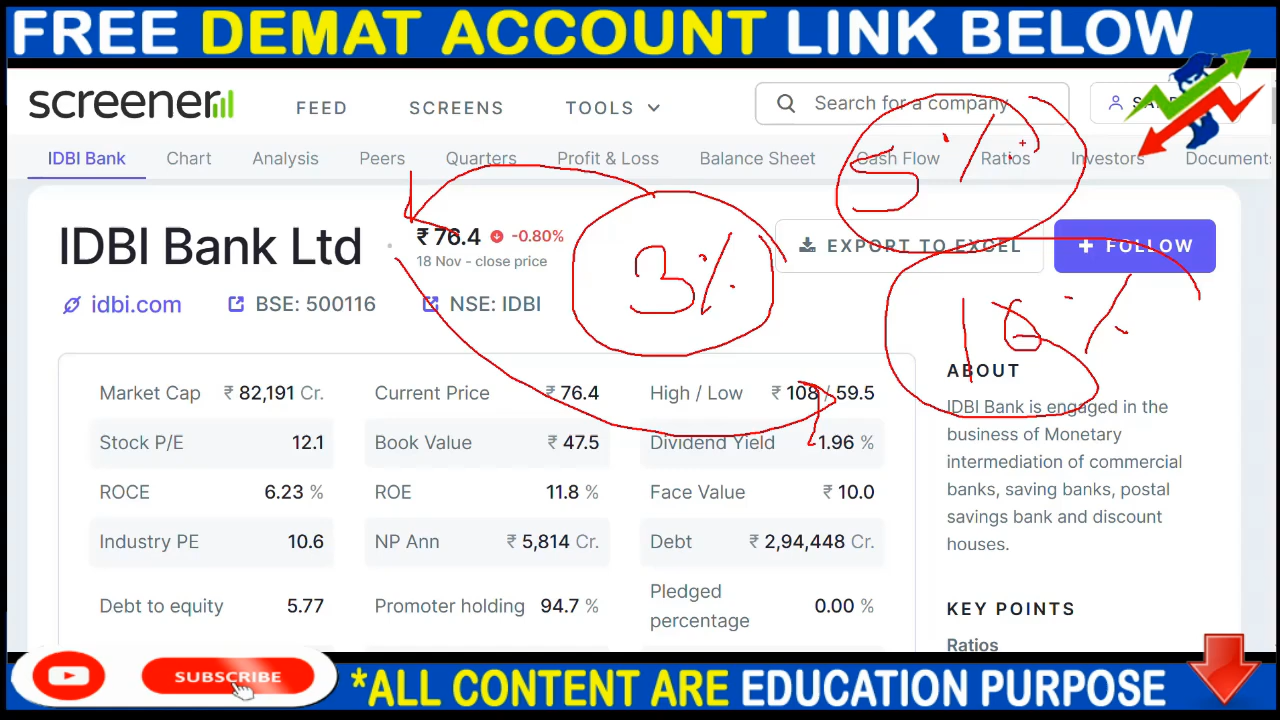 FREE DEMAT ACCOUNT LINK BELOW
screener
FEED SCREENS TOOLS Search for a company
IDBI Bank Chart Analysis Peers Quarters Profit & Loss Balance Sheet Cash Flow Ratios Investors Document
5%
IDBI Bank Ltd ₹ 76.4 -0.80% EXPORT TO EXCEL + FOLLOW
18 Nov - close price
3%
idbi.com BSE: 500116 NSE: IDBI
Market Cap ₹ 82,191 Cr. Current Price ₹ 76.4 High / Low ₹ 108 / 59.5
Stock P/E 12.1 Book Value ₹ 47.5 Dividend Yield 1.96 %
ROCE 6.23 % ROE 11.8 % Face Value ₹ 10.0
Industry PE 10.6 NP Ann ₹ 5,814 Cr. Debt ₹ 2,94,448 Cr.
Debt to equity 5.77 Promoter holding 94.7 % Pledged percentage 0.00 %
ABOUT
IDBI Bank is engaged in the
business of Monetary
intermediation of commercial
banks, saving banks, postal
savings bank and discount
houses.
KEY POINTS
Ratios
SUBSCRIBE
*ALL CONTENT ARE EDUCATION PURPOSE